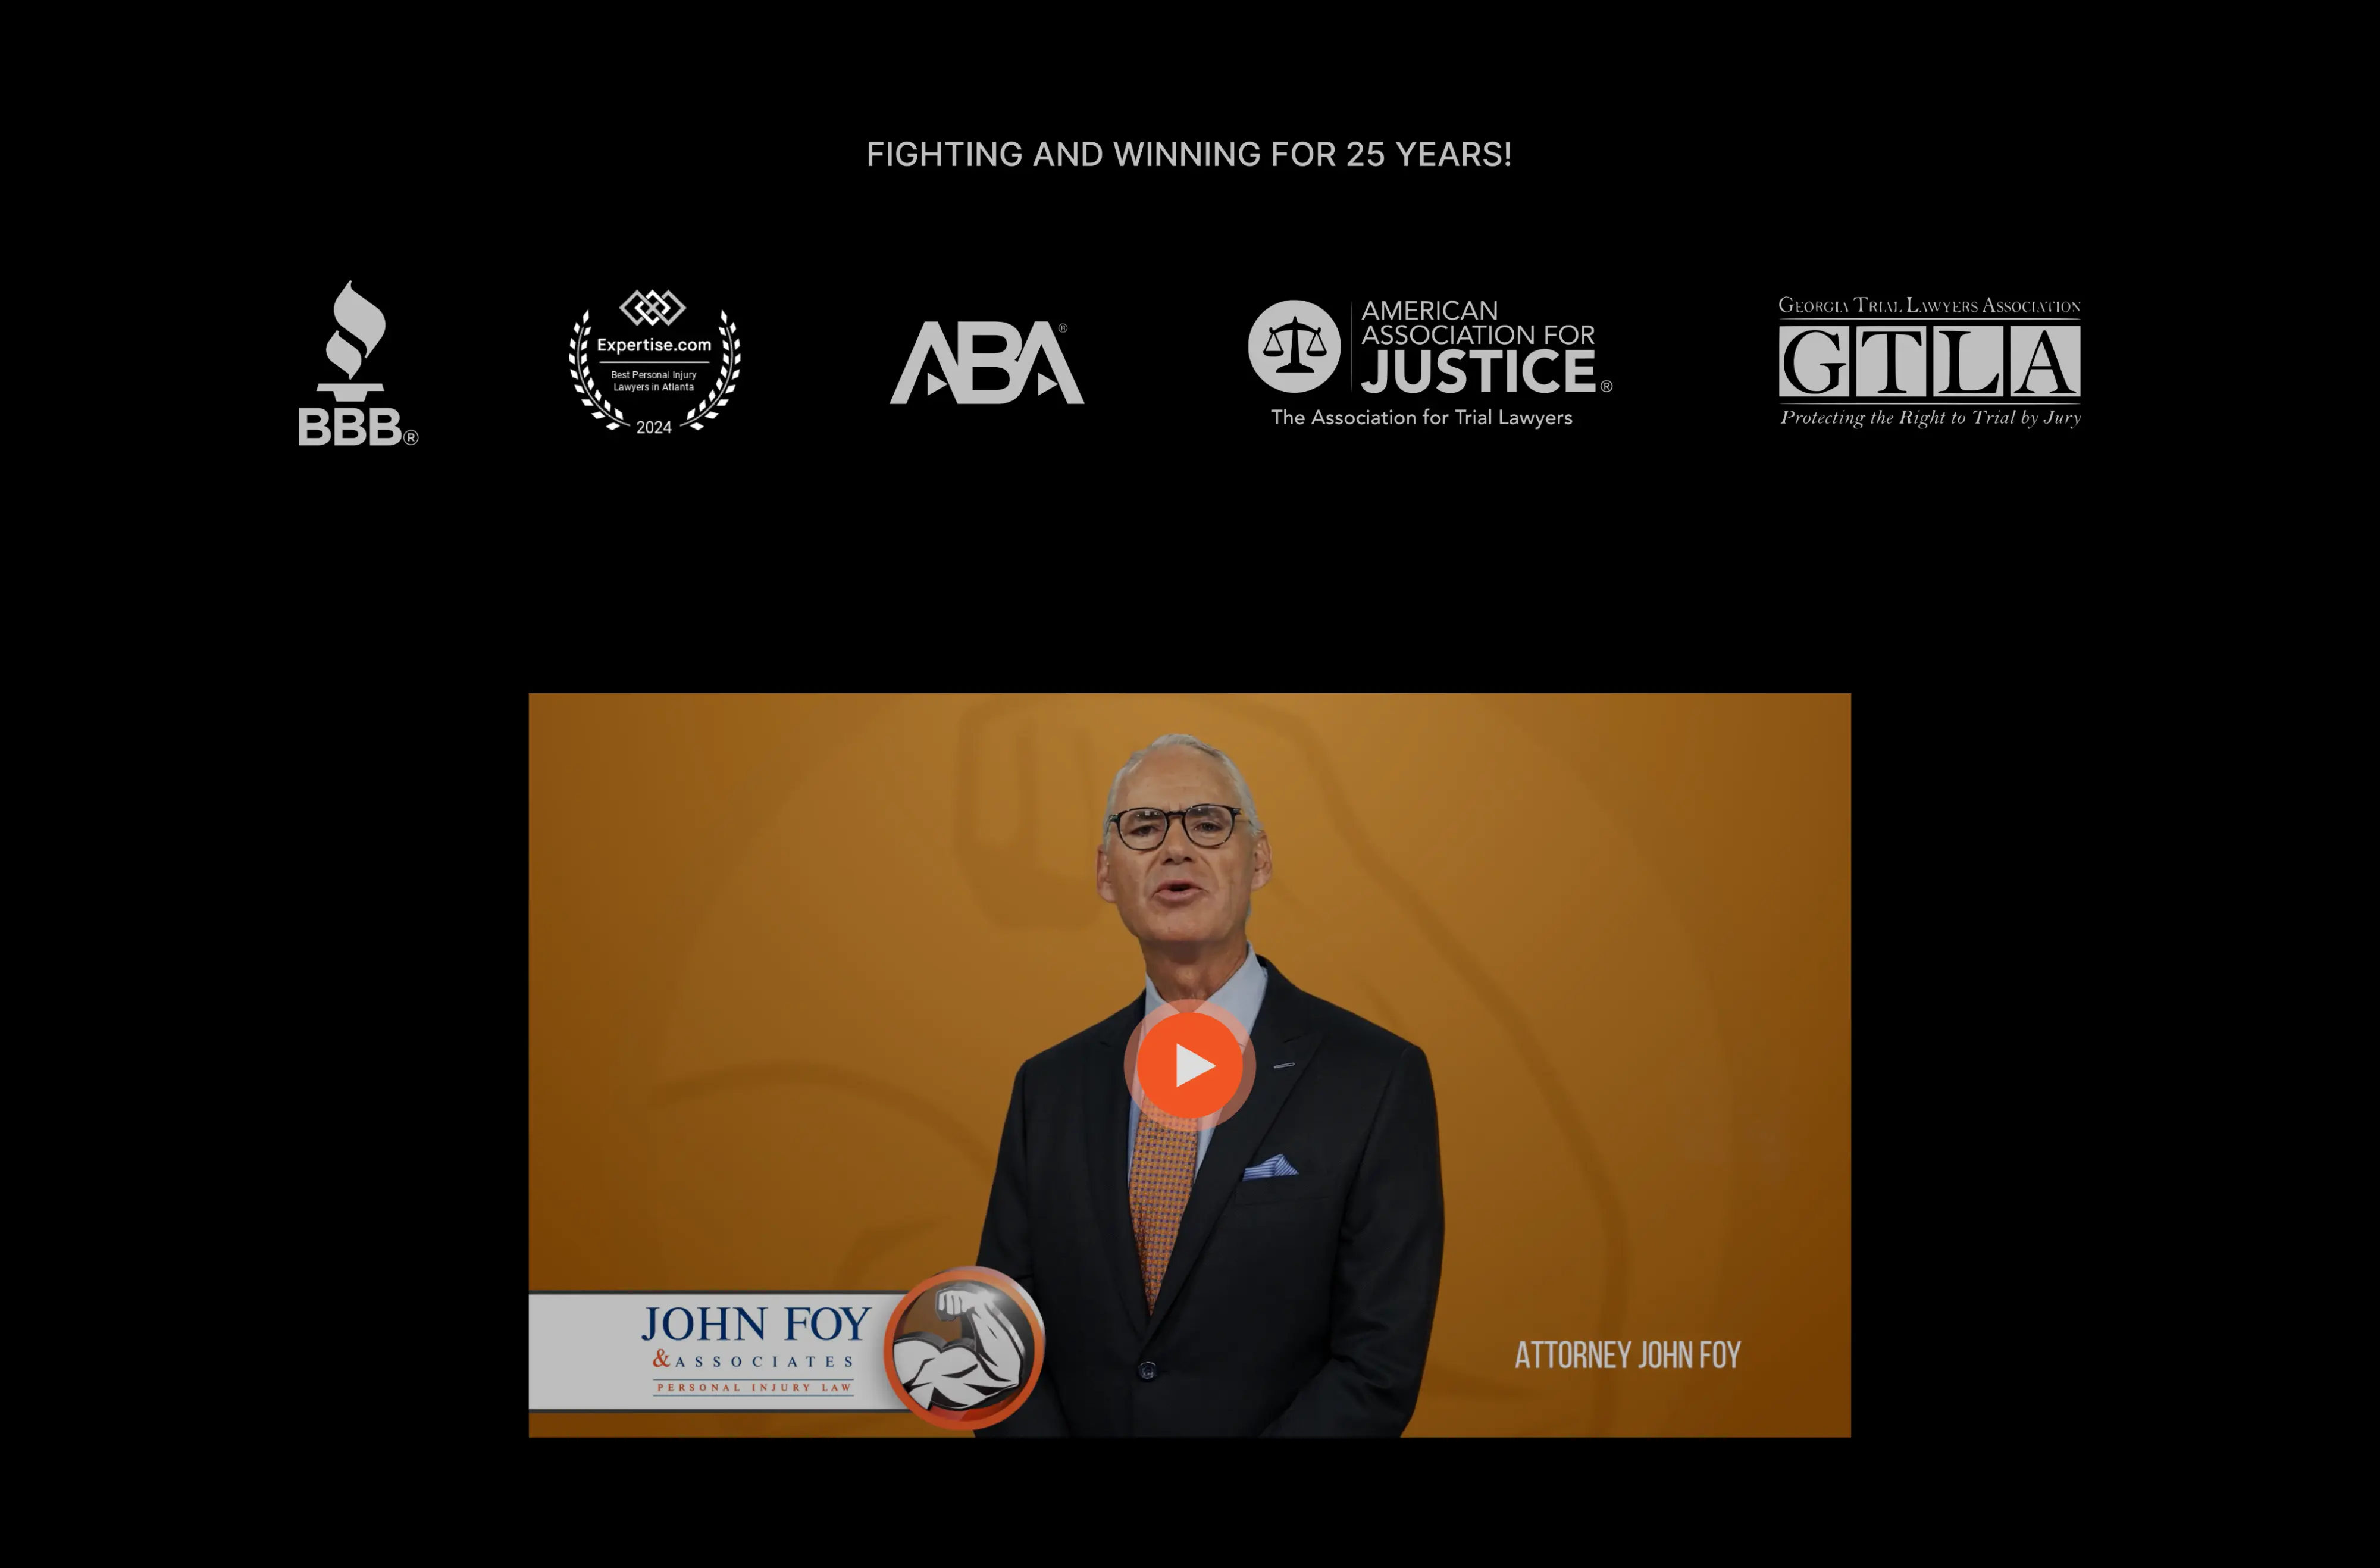 FIGHTING AND WINNING FOR 25 YEARS!
BBB®
Expertise.com
Best Personal Injury
Lawyers in Atlanta
2024
ABA®
AMERICAN
ASSOCIATION FOR
JUSTICE®
The Association for Trial Lawyers
GEORGIA TRIAL LAWYERS ASSOCIATION
GTLA
Protecting the Right to Trial by Jury
JOHN FOY
& ASSOCIATES
PERSONAL INJURY LAW
ATTORNEY JOHN FOY